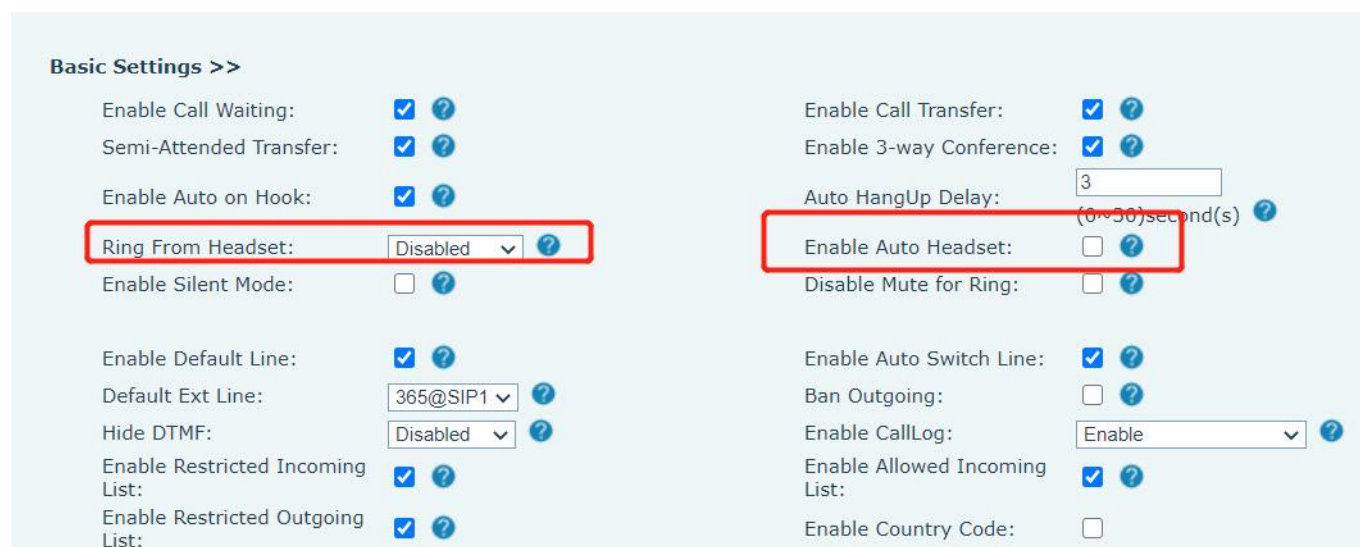 Basic Settings >>
Enable Call Waiting: ? Enable Call Transfer: ?
Semi-Attended Transfer: ? Enable 3-way Conference: ?
Enable Auto on Hook: ? Auto HangUp Delay: 3
(0~30)second(s) ?
Ring From Headset: Disabled ? Enable Auto Headset: ?
Enable Silent Mode: ? Disable Mute for Ring: ?
Enable Default Line: ? Enable Auto Switch Line: ?
Default Ext Line: 365@SIP1 ? Ban Outgoing: ?
Hide DTMF: Disabled ? Enable CallLog: Enable ?
Enable Restricted Incoming
List: ?
Enable Allowed Incoming
List: ?
Enable Restricted Outgoing
List: ?
Enable Country Code: